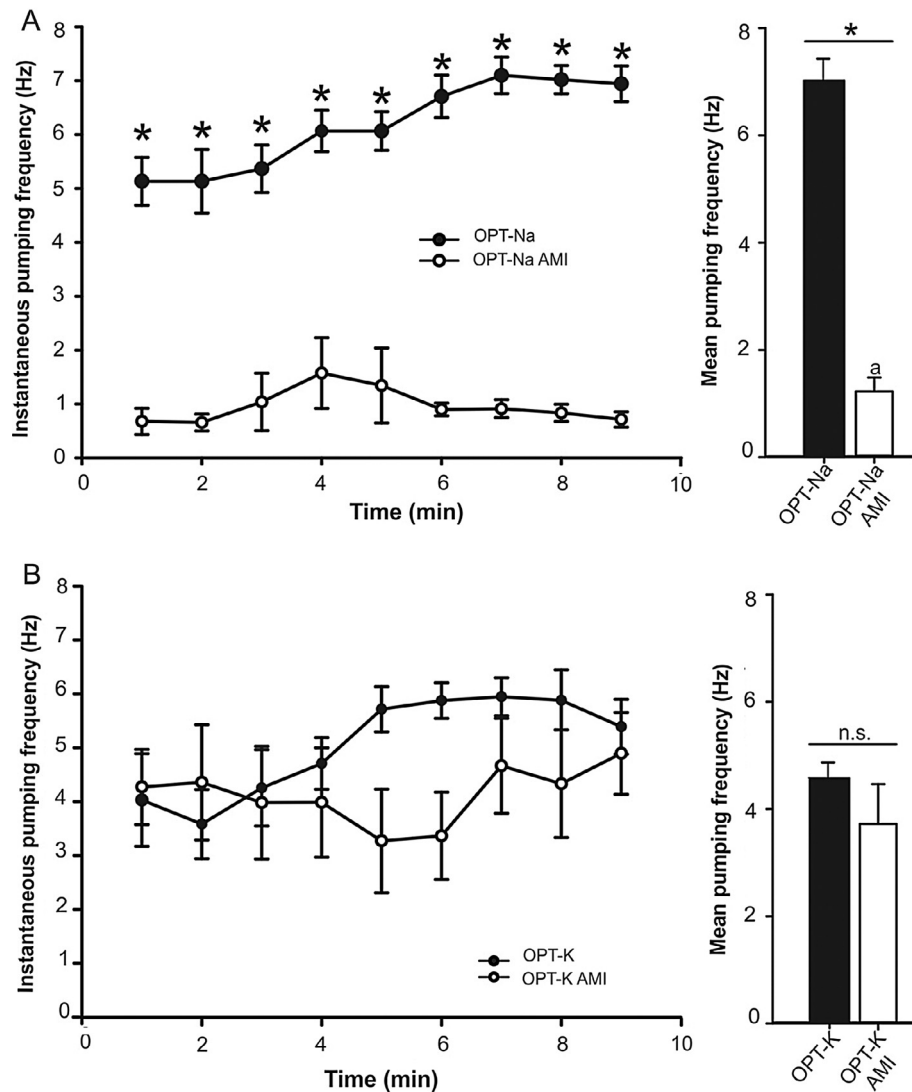 A
Instantaneous pumping frequency (Hz)
8
7
6
5
4
3
2
1
0
* * * * * * * * *
OPT-Na
OPT-Na AMI
0 2 4 6 8 10
Time (min)
Mean pumping frequency (Hz)
8
6
4
2
0
*
a
OPT-Na
OPT-Na
AMI
B
Instantaneous pumping frequency (Hz)
8
7
6
5
4
3
2
1
0
OPT-K
OPT-K AMI
0 2 4 6 8 10
Time (min)
Mean pumping frequency (Hz)
8
6
4
2
0
n.s.
OPT-K
OPT-K
AMI